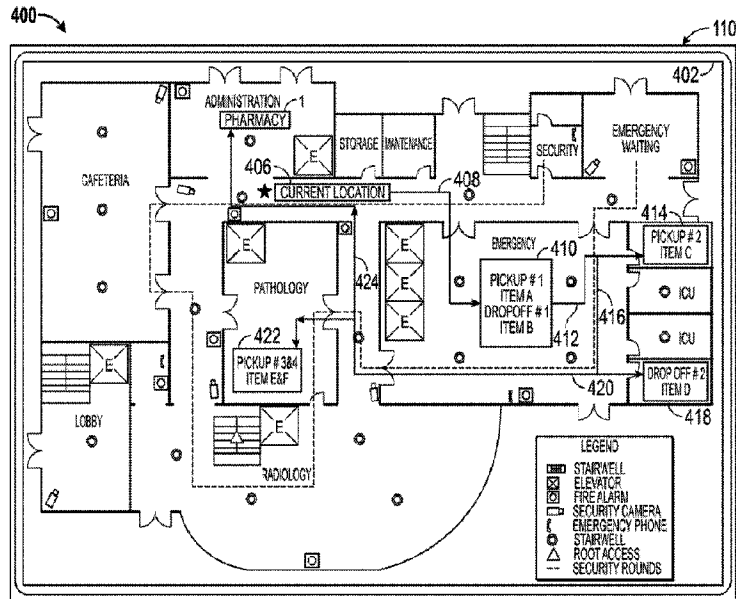 400
110
402
ADMINISTRATION
PHARMACY
1
CAFETERIA
E
STORAGE
MAINTENANCE
SECURITY
EMERGENCY
WAITING
406
CURRENT LOCATION
408
414
PICKUP # 2
ITEM C
E
E
EMERGENCY
410
PICKUP # 1
ITEM A
DROPOFF # 1
ITEM B
PATHOLOGY
424
E
E
412
416
ICU
ICU
422
PICKUP # 3&4
ITEM E&F
E
420
DROP OFF # 2
ITEM D
418
LOBBY
E
RADIOLOGY
LEGEND
STAIRWELL
ELEVATOR
FIRE ALARM
SECURITY CAMERA
EMERGENCY PHONE
STAIRWELL
ROOT ACCESS
SECURITY ROUNDS